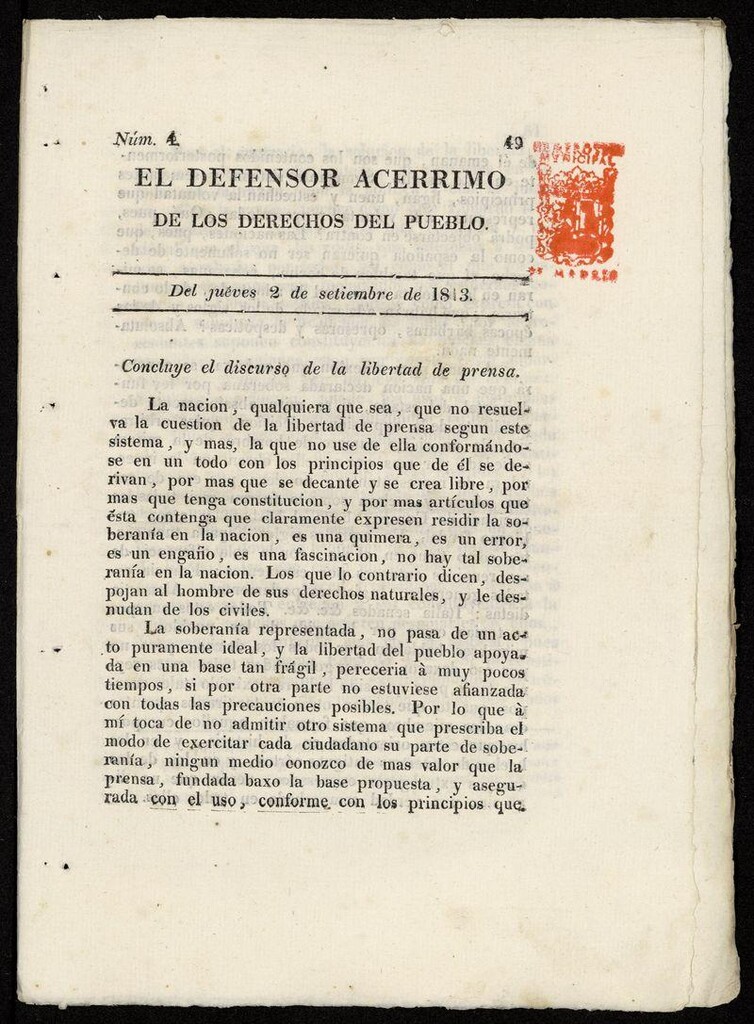 Núm. 4 49
HEMEROTECA
MUNICIPAL
DE MADRID
EL DEFENSOR ACERRIMO
DE LOS DERECHOS DEL PUEBLO.
Del juéves 2 de setiembre de 1813.
Concluye el discurso de la libertad de prensa.
La nacion, qualquiera que sea, que no resuel-
va la cuestion de la libertad de prensa segun este
sistema, y mas, la que no use de ella conformándo-
se en un todo con los principios que de él se de-
rivan, por mas que se decante y se crea libre, por
mas que tenga constitucion, y por mas artículos que
ésta contenga que claramente expresen residir la so-
beranía en la nacion, es una quimera, es un error,
es un engaño, es una fascinacion, no hay tal sobe-
ranía en la nacion. Los que lo contrario dicen, des-
pojan al hombre de sus derechos naturales, y le des-
nudan de los civiles.
La soberanía representada, no pasa de un ac-
to puramente ideal, y la libertad del pueblo apoya-
da en una base tan frágil, pereceria à muy pocos
tiempos, si por otra parte no estuviese afianzada
con todas las precauciones posibles. Por lo que à
mí toca de no admitir otro sistema que prescriba el
modo de exercitar cada ciudadano su parte de sobe-
ranía, ningun medio conozco de mas valor que la
prensa, fundada baxo la base propuesta, y asegu-
rada con el uso, conforme con los principios que